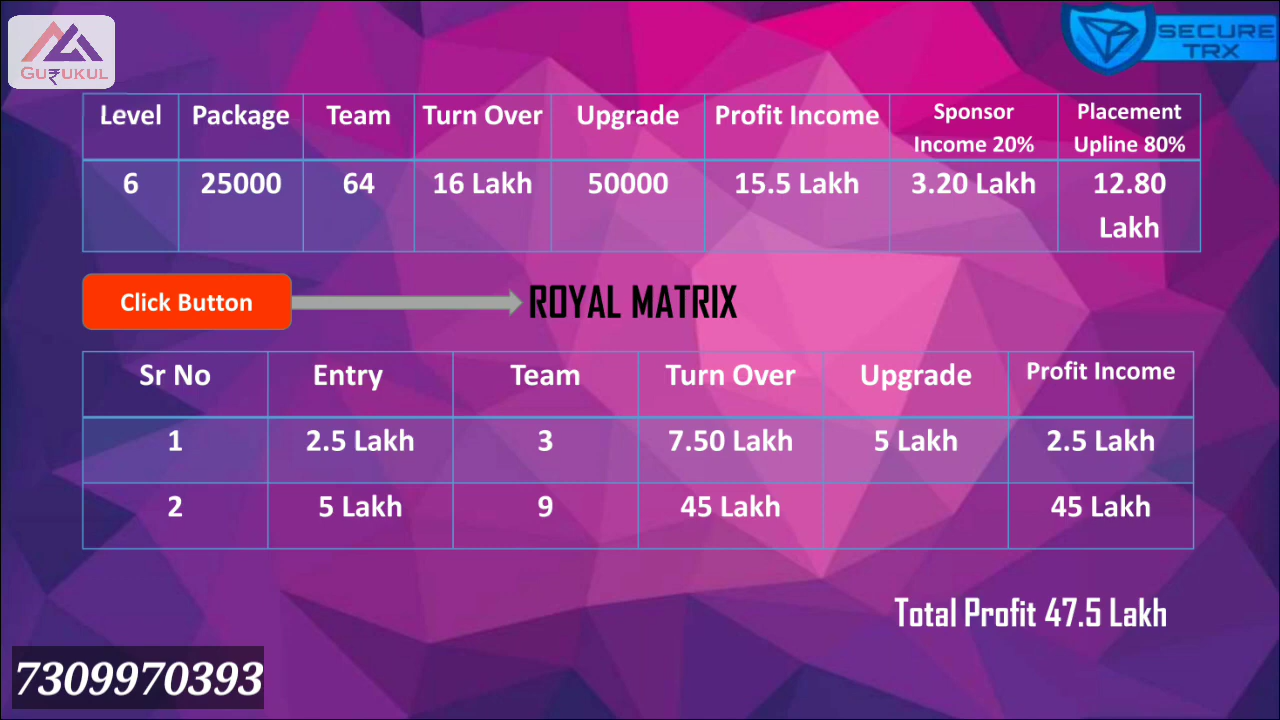 GURUKUL
SECURE
TRX
Level Package Team Turn Over Upgrade Profit Income Sponsor Income 20% Placement Upline 80%
6 25000 64 16 Lakh 50000 15.5 Lakh 3.20 Lakh 12.80 Lakh
Click Button
ROYAL MATRIX
Sr No Entry Team Turn Over Upgrade Profit Income
1 2.5 Lakh 3 7.50 Lakh 5 Lakh 2.5 Lakh
2 5 Lakh 9 45 Lakh 45 Lakh
Total Profit 47.5 Lakh
7309970393